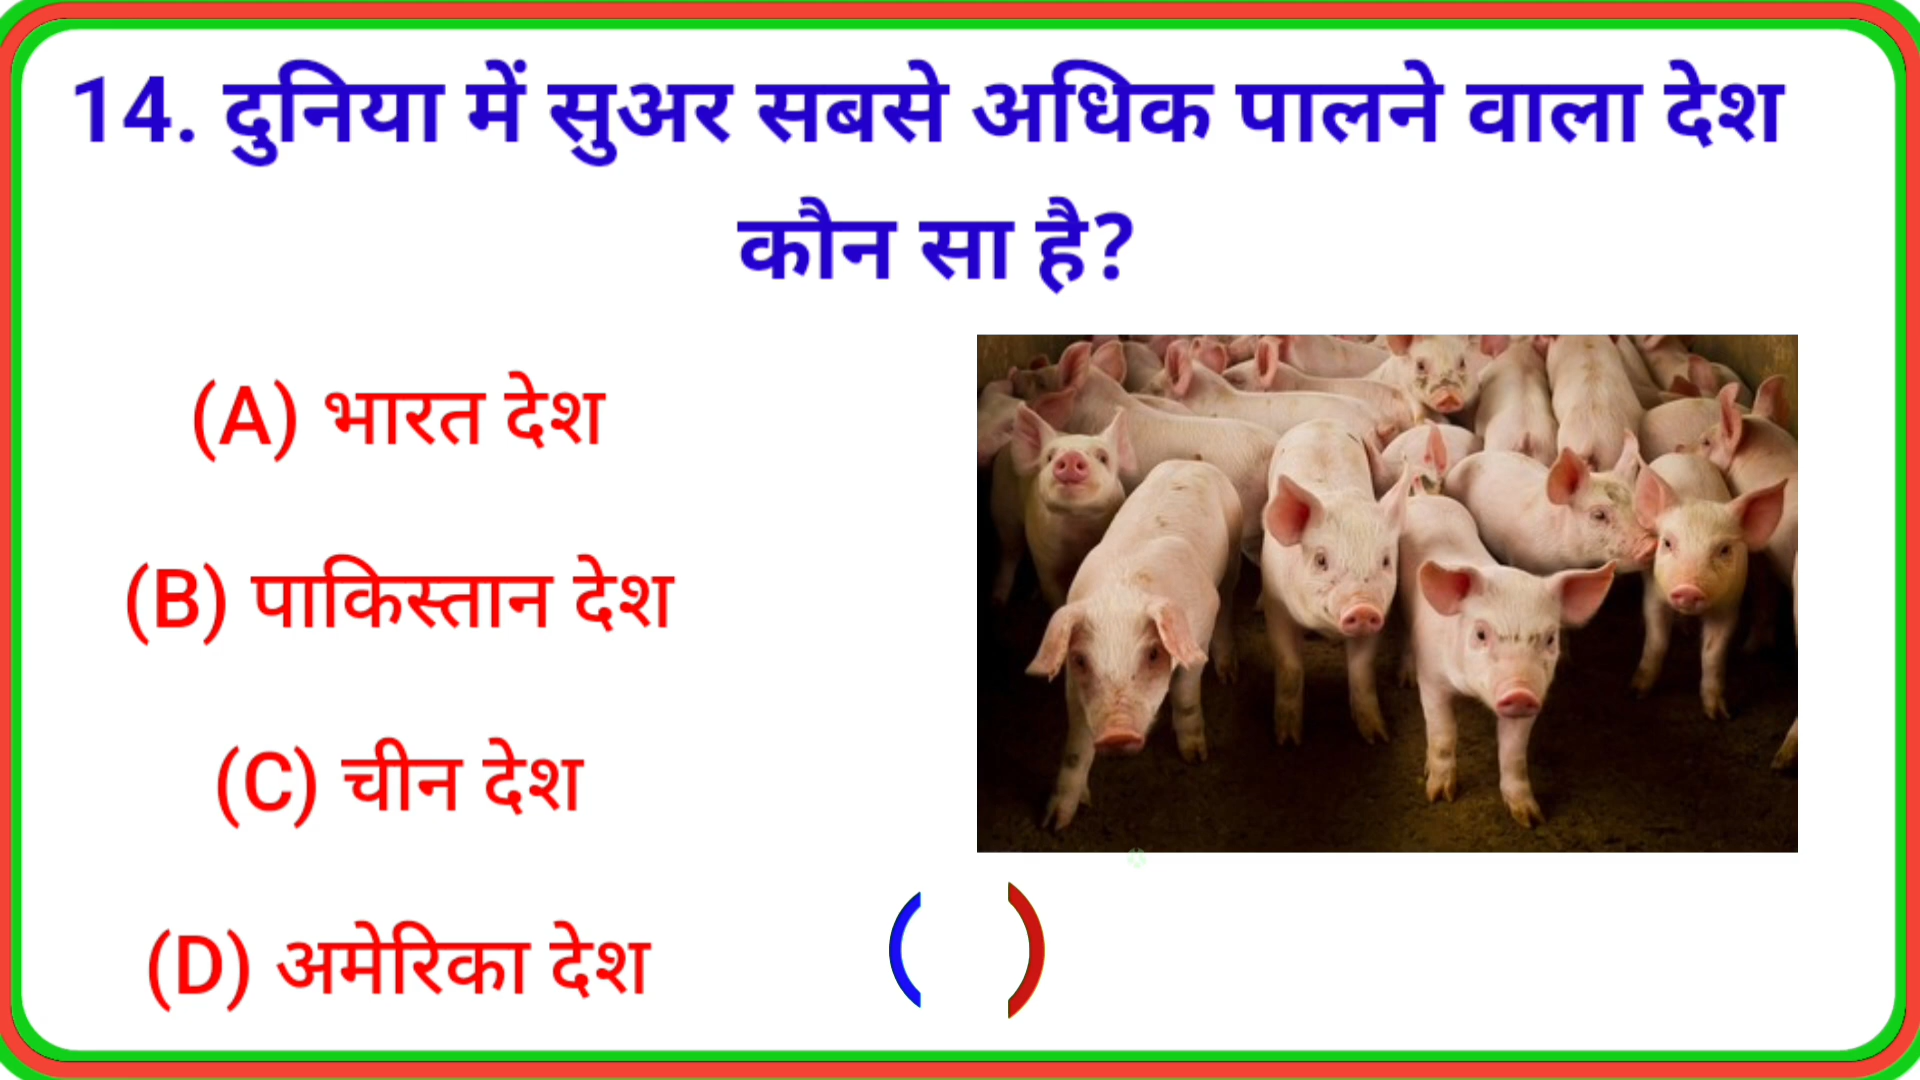 14. दुनिया में सुअर सबसे अधिक पालने वाला देश
कौन सा है?
(A) भारत देश
(B) पाकिस्तान देश
(C) चीन देश
(D) अमेरिका देश
( )